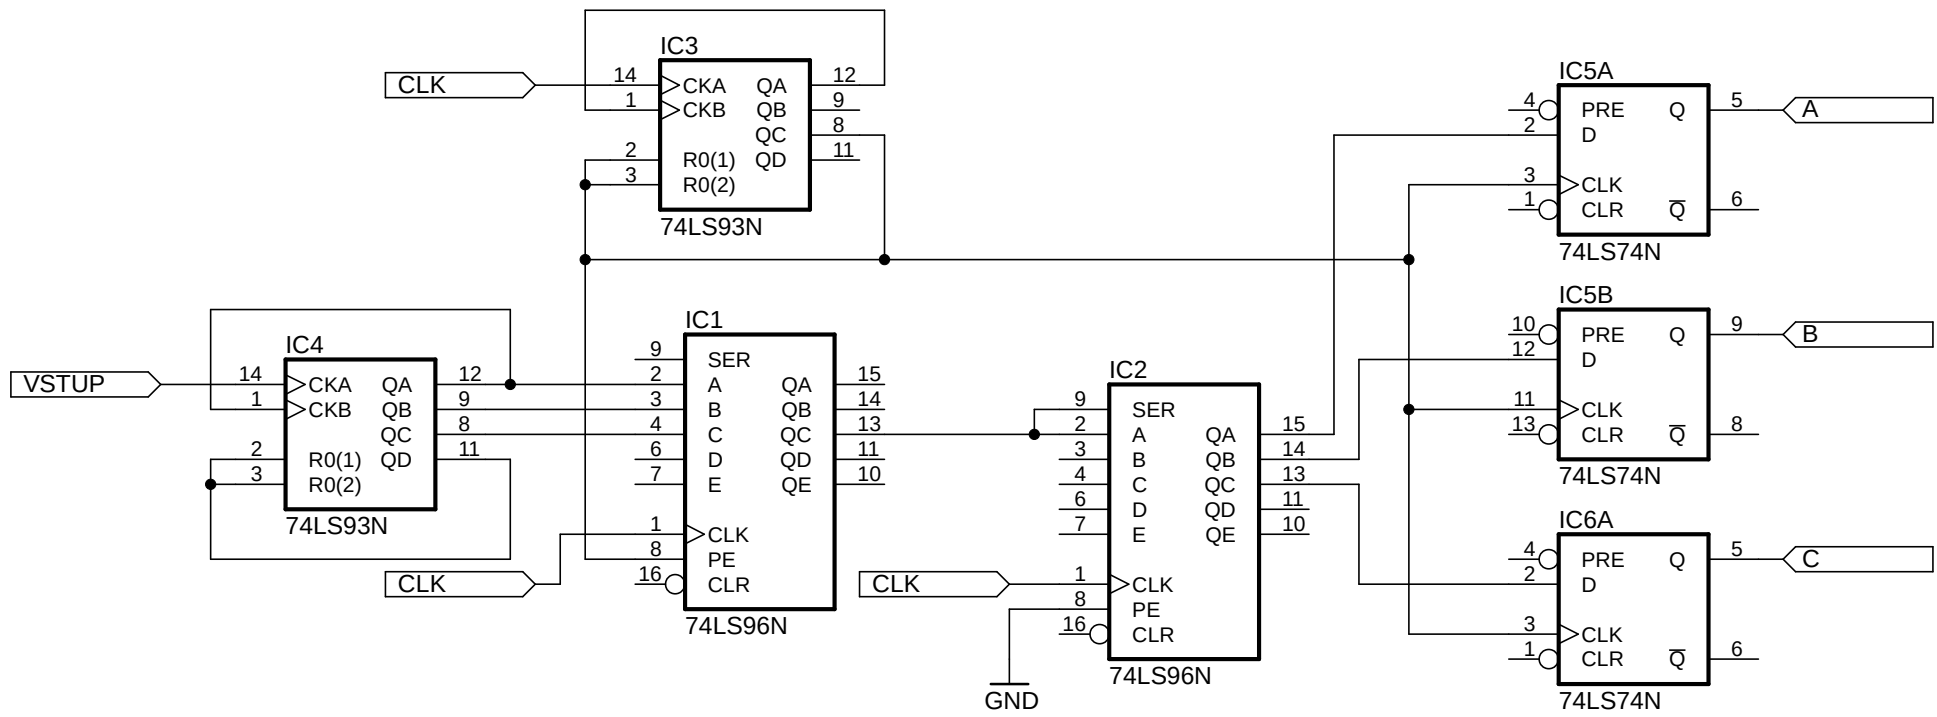 IC3
CLK
14 CKA QA 12
1 CKB QB 9
QC 8
2 R0(1) QD 11
3 R0(2)
74LS93N
IC5A
4 PRE Q 5 A
2 D
3 CLK
1 CLR Q 6
74LS74N
IC5B
10 PRE Q 9 B
12 D
11 CLK
13 CLR Q 8
74LS74N
IC4
VSTUP
14 CKA QA 12
1 CKB QB 9
QC 8
2 R0(1) QD 11
3 R0(2)
74LS93N
IC1
9 SER
2 A QA 15
3 B QB 14
4 C QC 13
6 D QD 11
7 E QE 10
1 CLK
8 PE
16 CLR
CLK
74LS96N
IC2
9 SER
2 A QA 15
3 B QB 14
4 C QC 13
6 D QD 11
7 E QE 10
CLK
1 CLK
8 PE
16 CLR
74LS96N
GND
IC6A
4 PRE Q 5 C
2 D
3 CLK
1 CLR Q 6
74LS74N